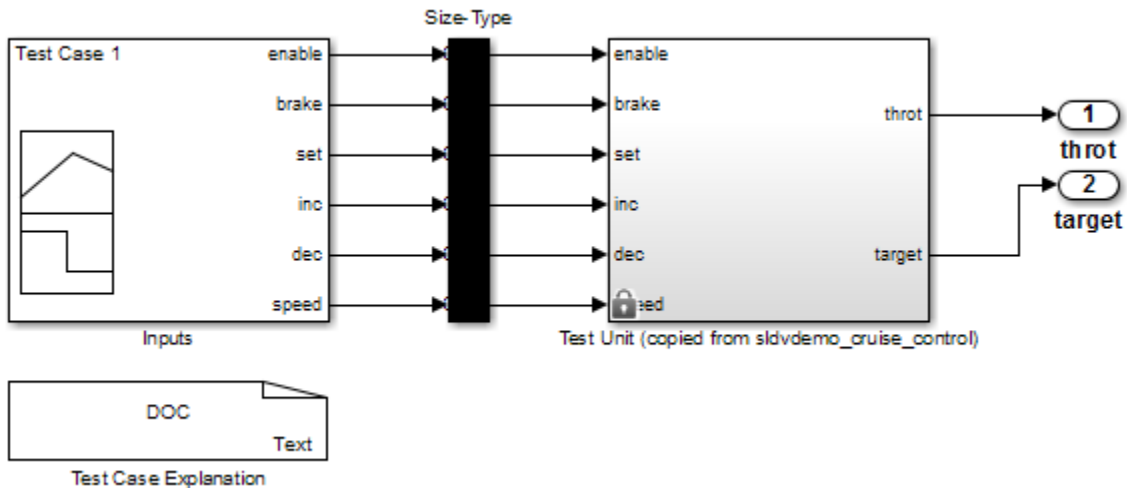 Size-Type
Test Case 1
enable
brake
set
inc
dec
speed
Inputs
enable
brake
set
inc
dec
throt
target
Test Unit (copied from sldvdemo_cruise_control)
1
throt
2
target
DOC
Text
Test Case Explanation